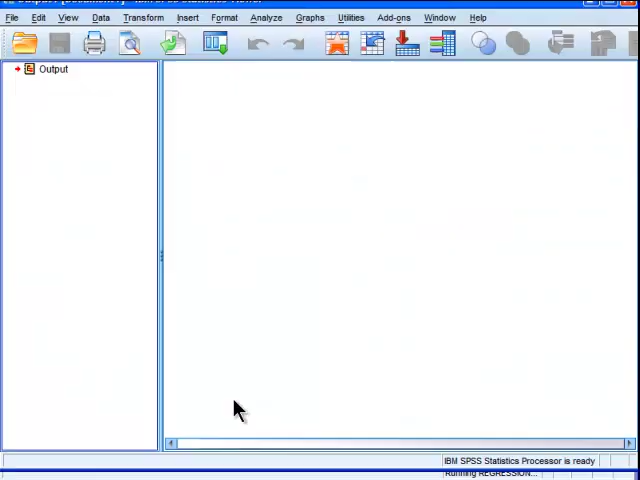 File Edit View Data Transform Insert Format Analyze Graphs Utilities Add-ons Window Help
Output
IBM SPSS Statistics Processor is ready
Running REGRESSION...